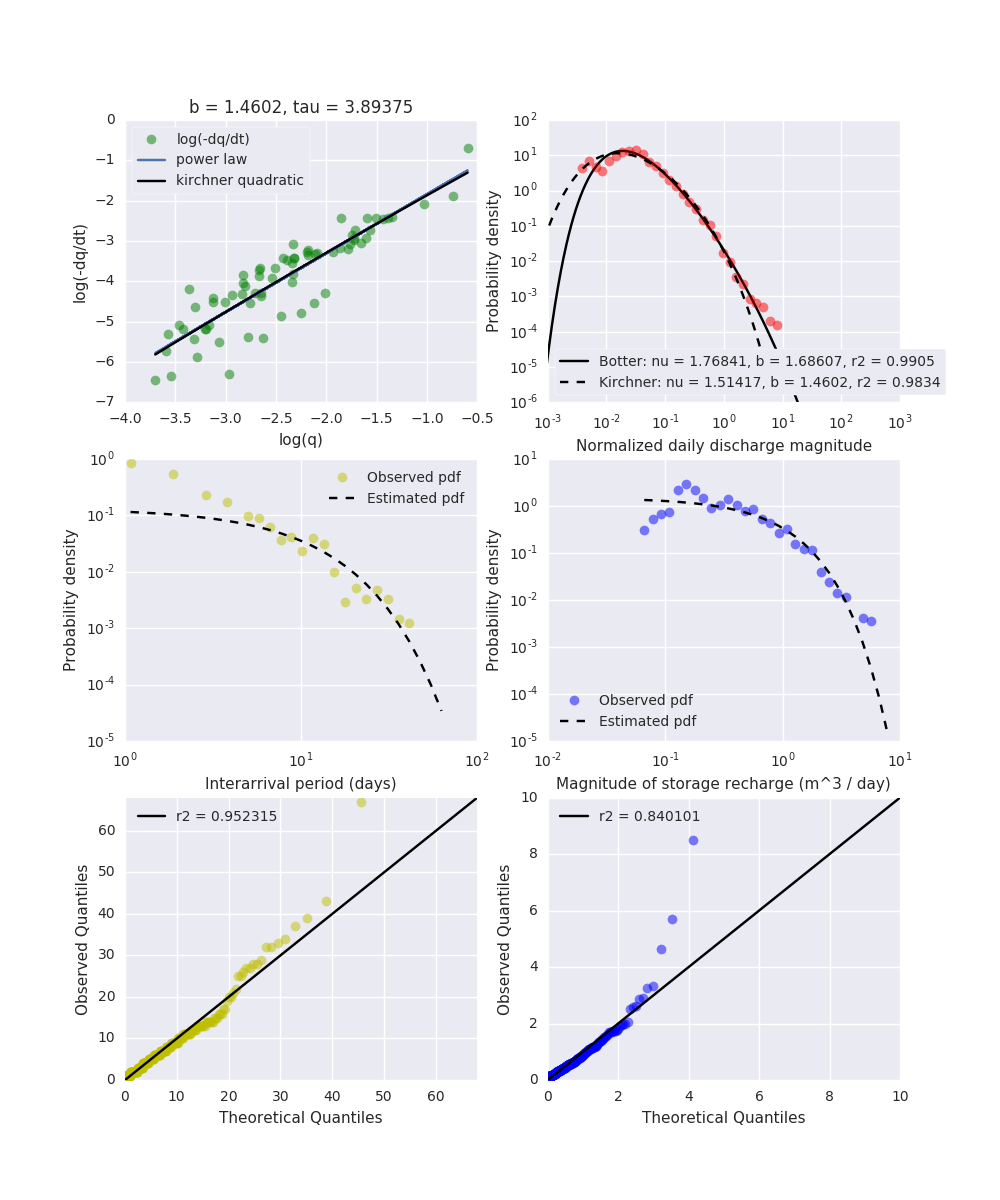 b = 1.4602, tau = 3.89375
log(-dq/dt)
power law
kirchner quadratic
0
−1
−2
−3
−4
−5
−6
−7
log(-dq/dt)
−4.0 −3.5 −3.0 −2.5 −2.0 −1.5 −1.0 −0.5
log(q)
10^2
10^1
10^0
10^-1
10^-2
10^-3
10^-4
10^-5
10^-6
Probability density
Botter: nu = 1.76841, b = 1.68607, r2 = 0.9905
Kirchner: nu = 1.51417, b = 1.4602, r2 = 0.9834
10^-3 10^-2 10^-1 10^0 10^1 10^2 10^3
Normalized daily discharge magnitude
10^0
10^-1
10^-2
10^-3
10^-4
10^-5
Probability density
Observed pdf
Estimated pdf
10^0 10^1 10^2
Interarrival period (days)
10^1
10^0
10^-1
10^-2
10^-3
10^-4
10^-5
Probability density
Observed pdf
Estimated pdf
10^-2 10^-1 10^0 10^1
Magnitude of storage recharge (m^3 / day)
r2 = 0.952315
60
50
40
30
20
10
0
Observed Quantiles
0 10 20 30 40 50 60
Theoretical Quantiles
r2 = 0.840101
10
8
6
4
2
0
Observed Quantiles
0 2 4 6 8 10
Theoretical Quantiles